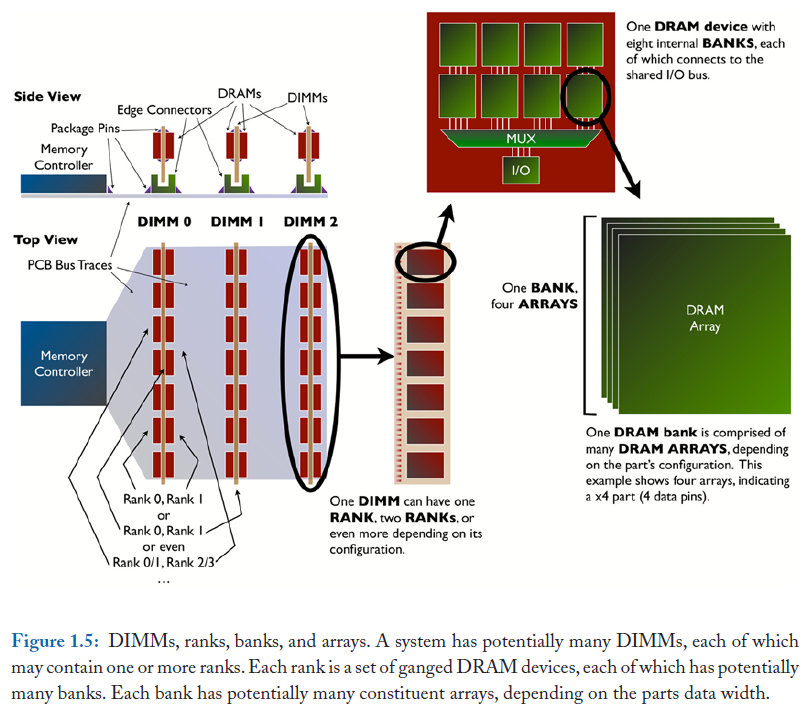 One DRAM device with
eight internal BANKS, each
of which connects to the
shared I/O bus.
Side View
DRAMs
DIMMs
Edge Connectors
Package Pins
Memory
Controller
MUX
I/O
DIMM 0
DIMM 1
DIMM 2
Top View
PCB Bus Traces
Memory
Controller
One BANK,
four ARRAYS
DRAM
Array
Rank 0, Rank 1
or
Rank 0, Rank 1
or even
Rank 0/1, Rank 2/3
...
One DIMM can have one
RANK, two RANKs, or
even more depending on its
configuration.
One DRAM bank is comprised of
many DRAM ARRAYS, depending
on the part's configuration. This
example shows four arrays, indicating
a x4 part (4 data pins).
Figure 1.5: DIMMs, ranks, banks, and arrays. A system has potentially many DIMMs, each of which
may contain one or more ranks. Each rank is a set of ganged DRAM devices, each of which has potentially
many banks. Each bank has potentially many constituent arrays, depending on the parts data width.